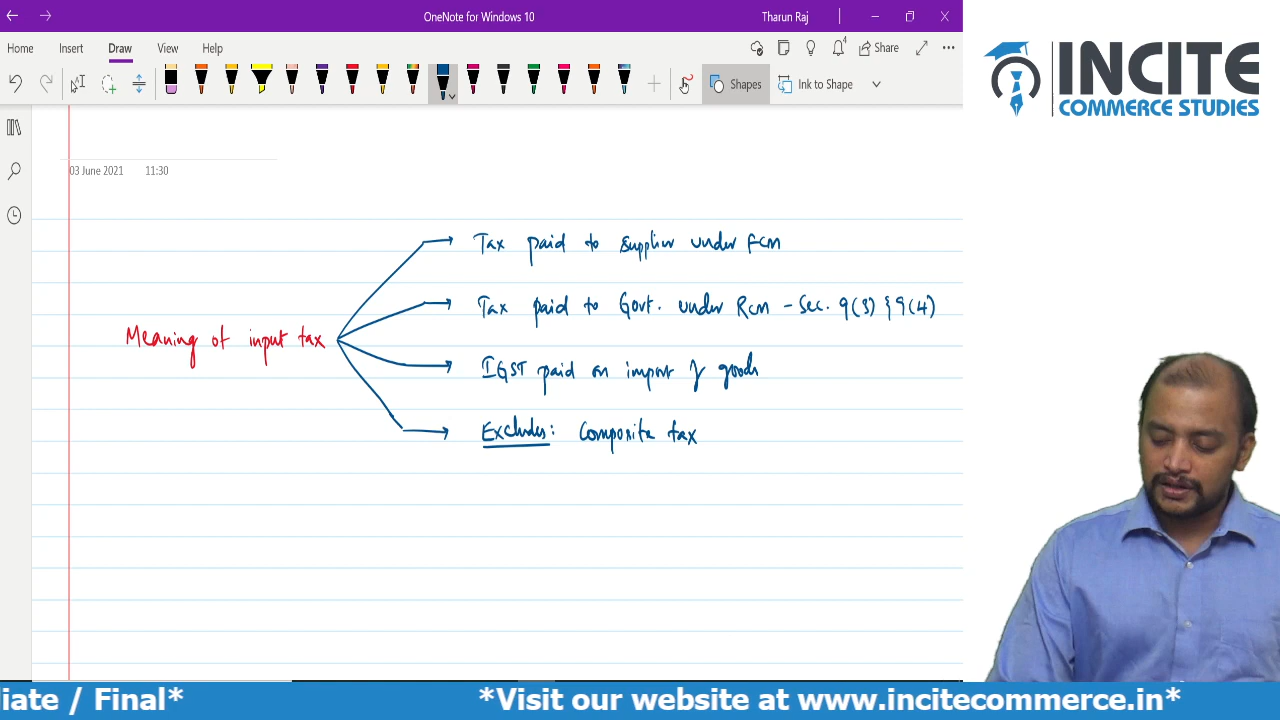 OneNote for Windows 10
Tharun Raj
Home Insert Draw View Help
4
Share
Shapes
Ink to Shape
INCITE
COMMERCE STUDIES
03 June 2021 11:30
Tax paid to supplier under FCM
Tax paid to Govt. under RCM - Sec. 9(3) & 9(4)
Meaning of input tax
IGST paid on import of goods
Excludes: Composite tax
liate / Final* *Visit our website at www.incitecommerce.in*